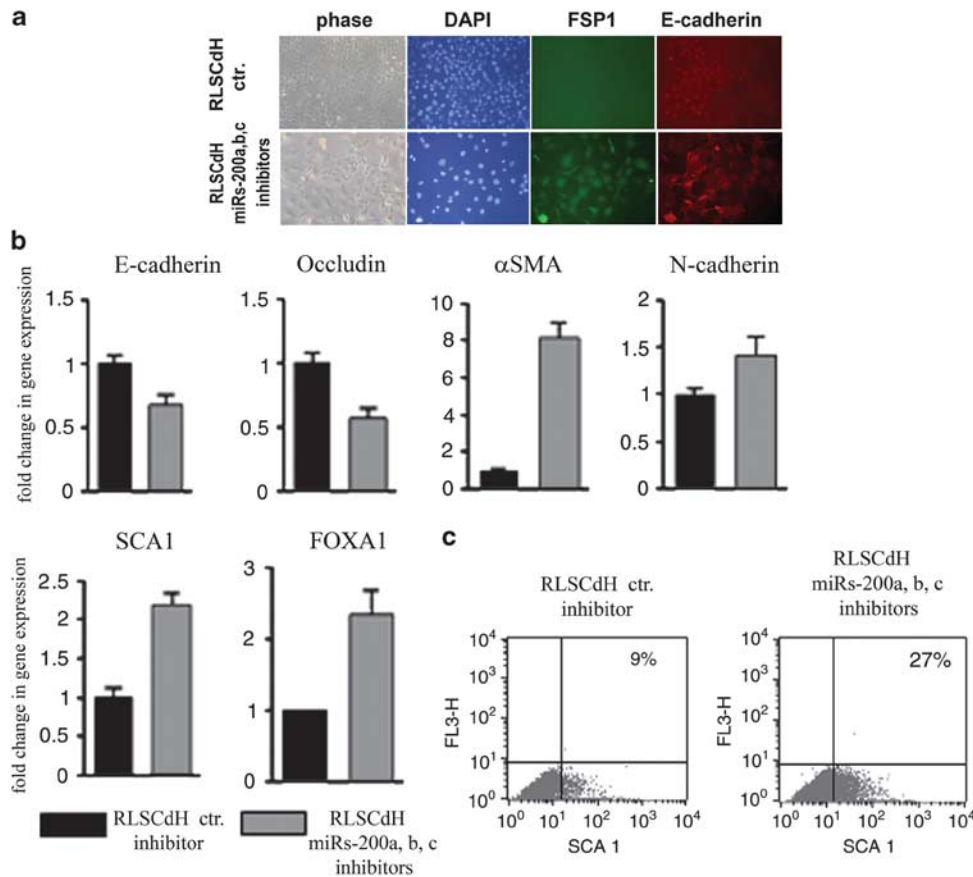 a
phase DAPI FSP1 E-cadherin
RLSCdH
ctr.
RLSCdH
miRs-200a,b,c
inhibitors
b
E-cadherin
fold change in gene expression
1.5
1
0.5
0
Occludin
1.5
1
0.5
0
αSMA
10
8
6
4
2
0
N-cadherin
2
1.5
1
0.5
0
SCA1
fold change in gene expression
2.5
2
1.5
1
0.5
0
FOXA1
3
2
1
0
RLSCdH ctr.
inhibitor
RLSCdH
miRs-200a, b, c
inhibitors
c
RLSCdH ctr.
inhibitor
9%
FL3-H
10⁴
10³
10²
10¹
10⁰
10⁰ 10¹ 10² 10³ 10⁴
SCA 1
RLSCdH
miRs-200a, b, c
inhibitors
27%
FL3-H
10⁴
10³
10²
10¹
10⁰
10⁰ 10¹ 10² 10³ 10⁴
SCA 1